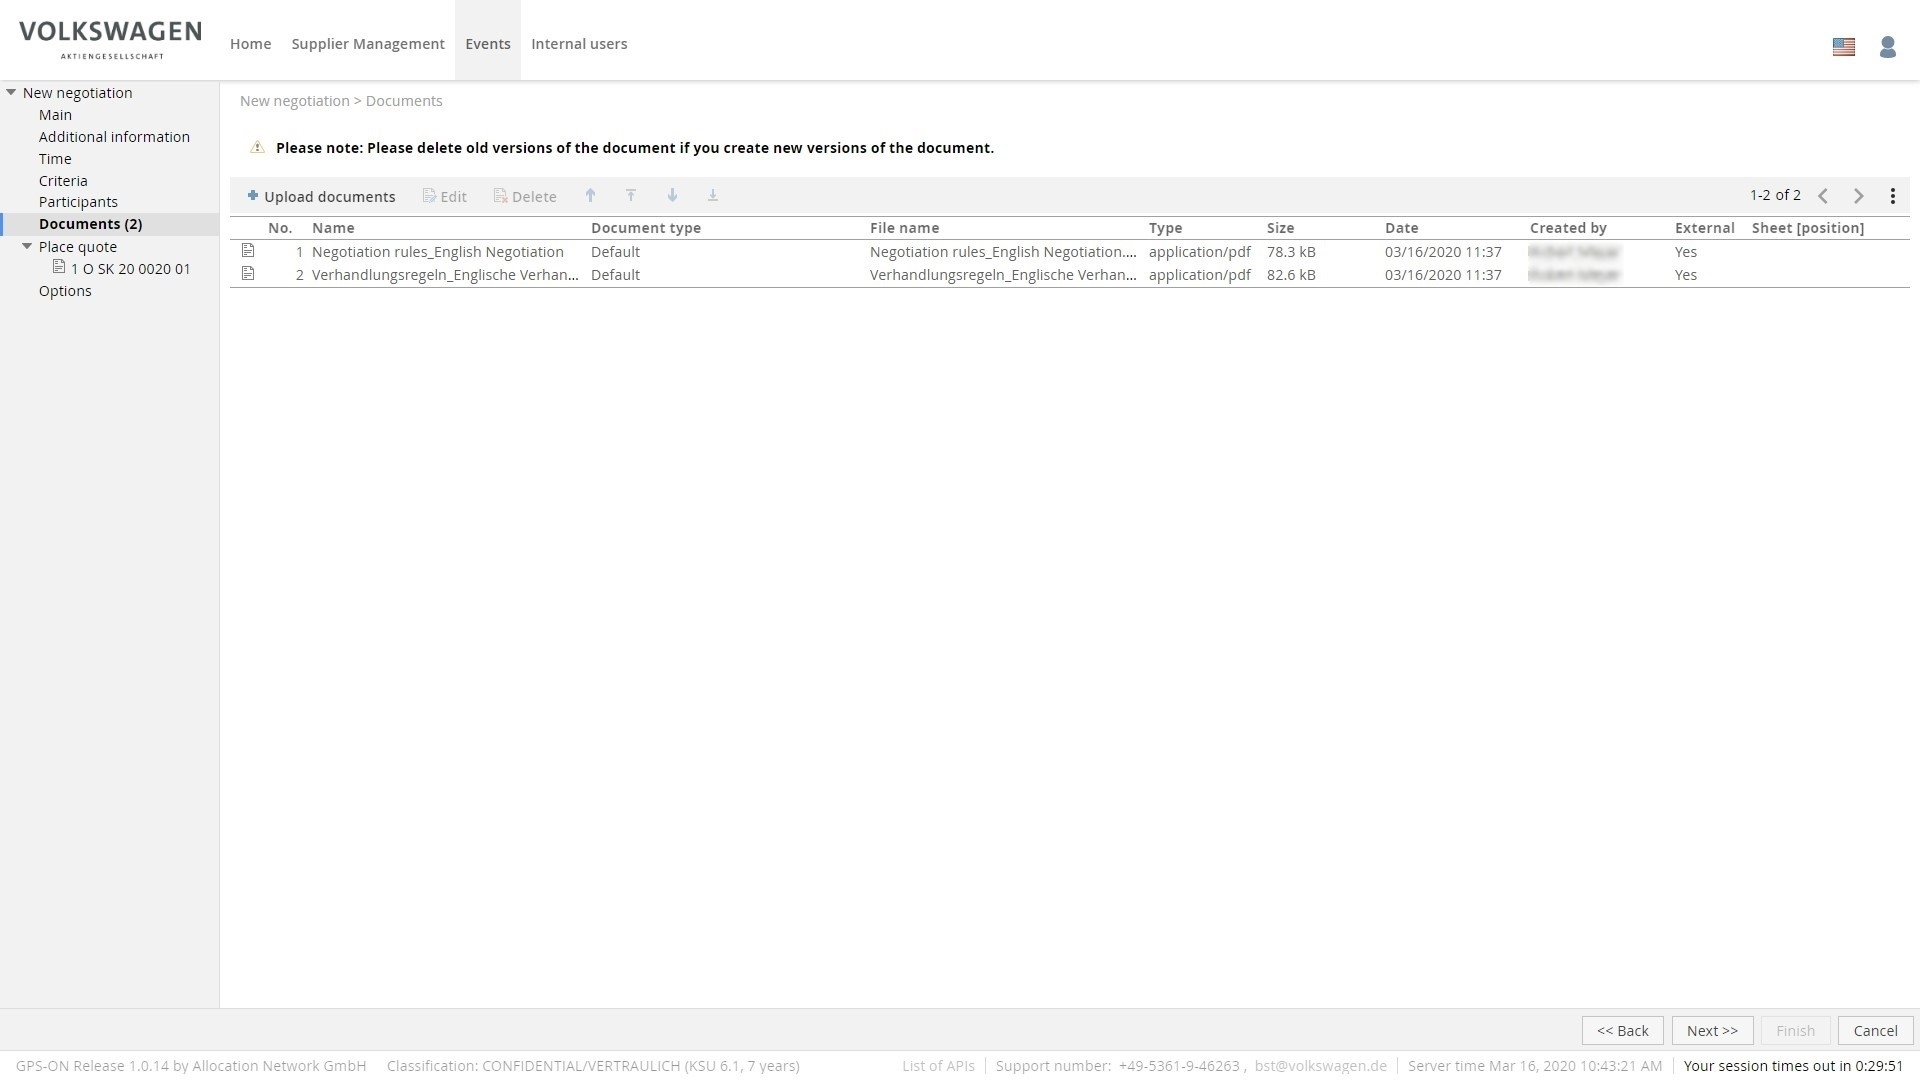 VOLKSWAGEN
AKTIENGESELLSCHAFT
Home Supplier Management Events Internal users
New negotiation
Main
Additional information
Time
Criteria
Participants
Documents (2)
Place quote
1 O SK 20 0020 01
Options
New negotiation > Documents
Please note: Please delete old versions of the document if you create new versions of the document.
Upload documents Edit Delete 1-2 of 2
No. Name Document type File name Type Size Date Created by External Sheet [position]
1 Negotiation rules_English Negotiation Default Negotiation rules_English Negotiation.... application/pdf 78.3 kB 03/16/2020 11:37 Yes
2 Verhandlungsregeln_Englische Verhan... Default Verhandlungsregeln_Englische Verhan... application/pdf 82.6 kB 03/16/2020 11:37 Yes
<< Back Next >> Finish Cancel
GPS-ON Release 1.0.14 by Allocation Network GmbH Classification: CONFIDENTIAL/VERTRAULICH (KSU 6.1, 7 years) List of APIs Support number: +49-5361-9-46263 , bst@volkswagen.de Server time Mar 16, 2020 10:43:21 AM Your session times out in 0:29:51